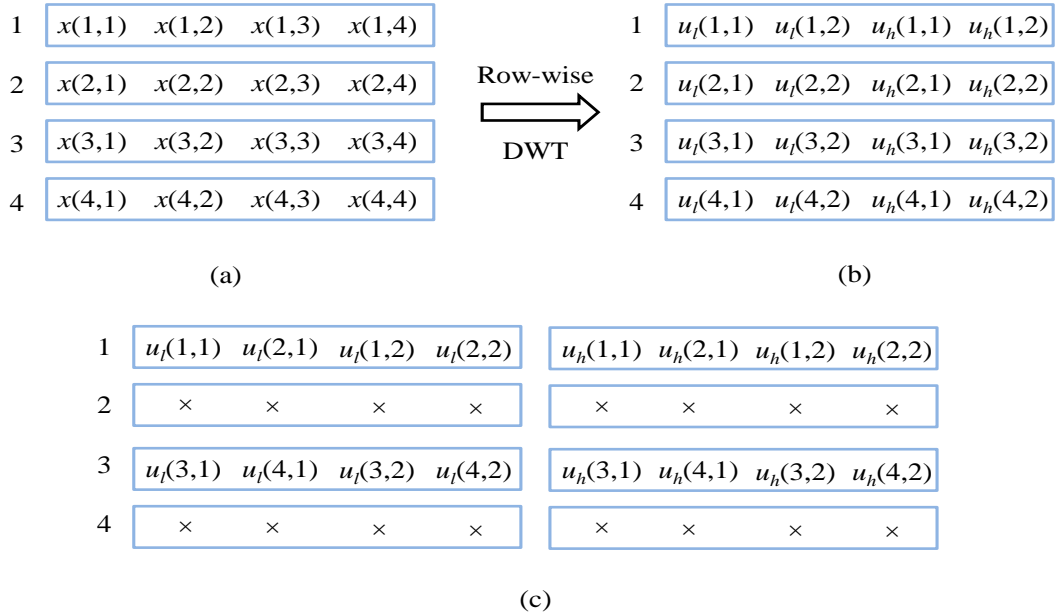 1 x(1,1) x(1,2) x(1,3) x(1,4) 1 u_l(1,1) u_l(1,2) u_h(1,1) u_h(1,2)
Row-wise
2 x(2,1) x(2,2) x(2,3) x(2,4) 2 u_l(2,1) u_l(2,2) u_h(2,1) u_h(2,2)
DWT
3 x(3,1) x(3,2) x(3,3) x(3,4) 3 u_l(3,1) u_l(3,2) u_h(3,1) u_h(3,2)
4 x(4,1) x(4,2) x(4,3) x(4,4) 4 u_l(4,1) u_l(4,2) u_h(4,1) u_h(4,2)
(a) (b)
1 u_l(1,1) u_l(2,1) u_l(1,2) u_l(2,2) u_h(1,1) u_h(2,1) u_h(1,2) u_h(2,2)
2 × × × × × × × ×
3 u_l(3,1) u_l(4,1) u_l(3,2) u_l(4,2) u_h(3,1) u_h(4,1) u_h(3,2) u_h(4,2)
4 × × × × × × × ×
(c)